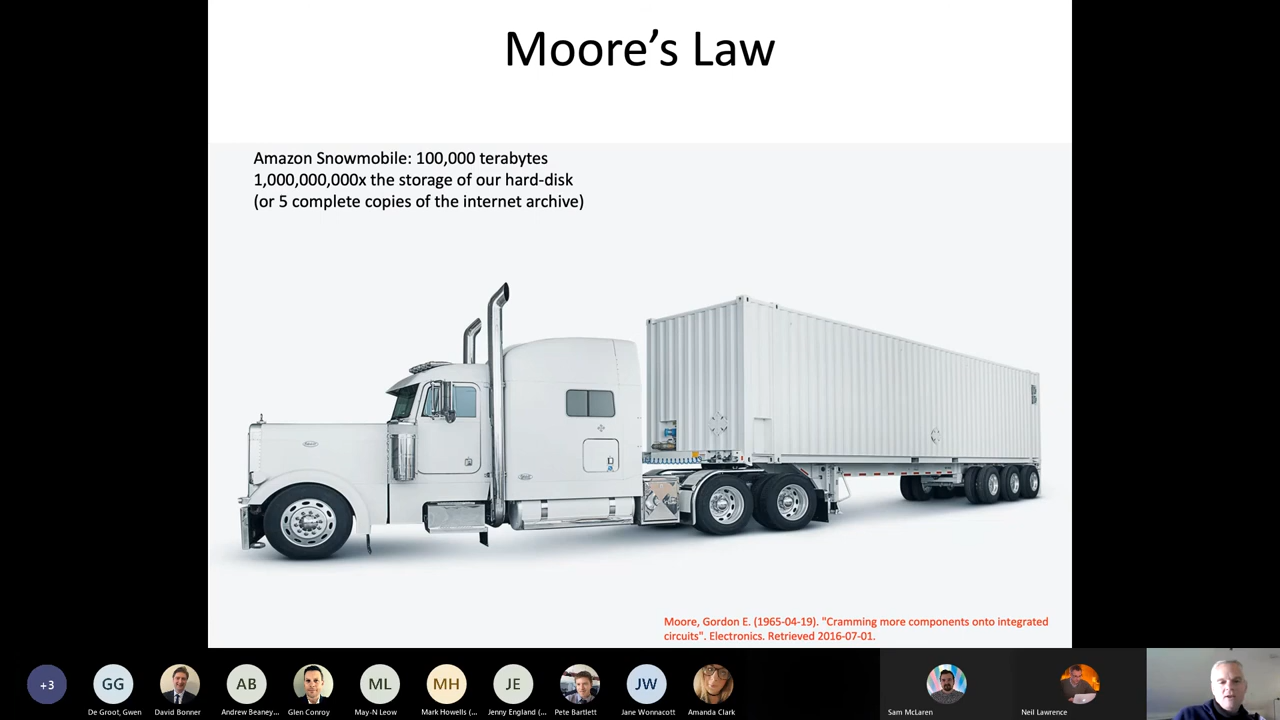 Moore's Law
Amazon Snowmobile: 100,000 terabytes
1,000,000,000x the storage of our hard-disk
(or 5 complete copies of the internet archive)
Moore, Gordon E. (1965-04-19). "Cramming more components onto integrated
circuits". Electronics. Retrieved 2016-07-01.
+3
GG
AB
ML
MH
JE
JW
De Groot, Gwen
David Bonner
Andrew Beaney...
Glen Conroy
May-N Leow
Mark Howells (...
Jenny England (...
Pete Bartlett
Jane Wonnacott
Amanda Clark
Sam McLaren
Neil Lawrence